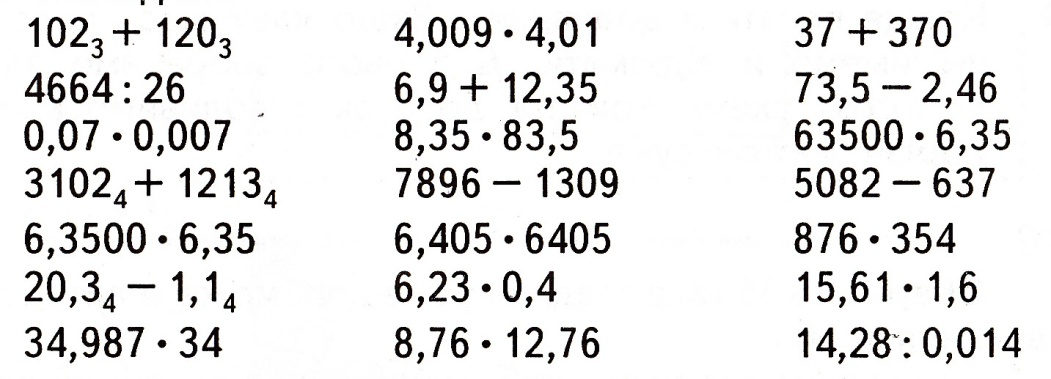 102₃ + 120₃
4664 : 26
0,07 · 0,007
3102₄ + 1213₄
6,3500 · 6,35
20,3₄ − 1,1₄
34,987 · 34
4,009 · 4,01
6,9 + 12,35
8,35 · 83,5
7896 − 1309
6,405 · 6405
6,23 · 0,4
8,76 · 12,76
37 + 370
73,5 − 2,46
63500 · 6,35
5082 − 637
876 · 354
15,61 · 1,6
14,28 : 0,014